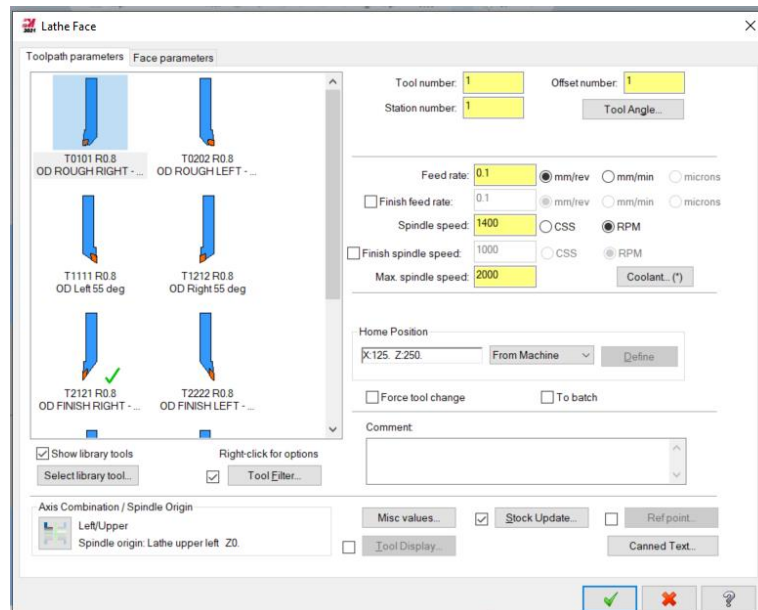 Lathe Face
Toolpath parameters Face parameters
T0101 R0.8 T0202 R0.8
OD ROUGH RIGHT - ... OD ROUGH LEFT - ...
T1111 R0.8 T1212 R0.8
OD Left 55 deg OD Right 55 deg
T2121 R0.8 T2222 R0.8
OD FINISH RIGHT - ... OD FINISH LEFT - ...
Show library tools Right-click for options
Select library tool... Tool Filter...
Tool number: 1 Offset number: 1
Station number: 1 Tool Angle...
Feed rate: 0.1 mm/rev mm/min microns
Finish feed rate: 0.1 mm/rev mm/min microns
Spindle speed: 1400 CSS RPM
Finish spindle speed: 1000 CSS RPM
Max. spindle speed: 2000 Coolant... (*)
Home Position
X:125. Z:250. From Machine Define
Force tool change To batch
Comment:
Axis Combination / Spindle Origin
Left/Upper
Spindle origin: Lathe upper left Z0.
Misc values... Stock Update... Ref point...
Tool Display... Canned Text...